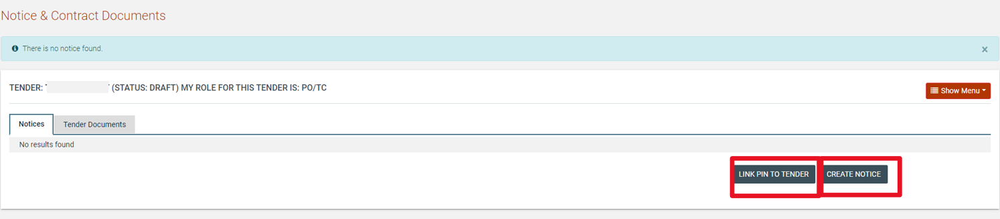 Notice & Contract Documents
There is no notice found.
×
TENDER: (STATUS: DRAFT) MY ROLE FOR THIS TENDER IS: PO/TC
Show Menu
Notices
Tender Documents
No results found
LINK PIN TO TENDER
CREATE NOTICE